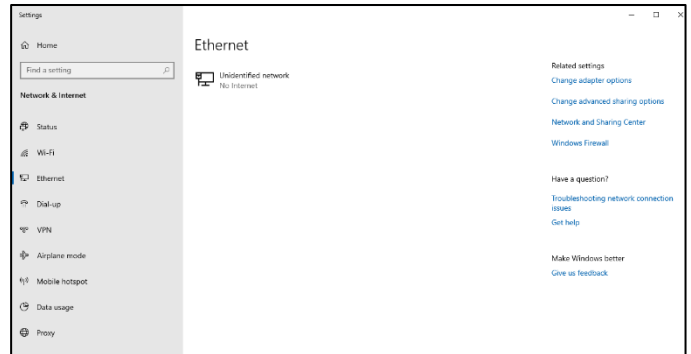 Settings
Home
Find a setting
Network & Internet
Status
Wi-Fi
Ethernet
Dial-up
VPN
Airplane mode
Mobile hotspot
Data usage
Proxy
Ethernet
Unidentified network
No Internet
Related settings
Change adapter options
Change advanced sharing options
Network and Sharing Center
Windows Firewall
Have a question?
Troubleshooting network connection
issues
Get help
Make Windows better
Give us feedback